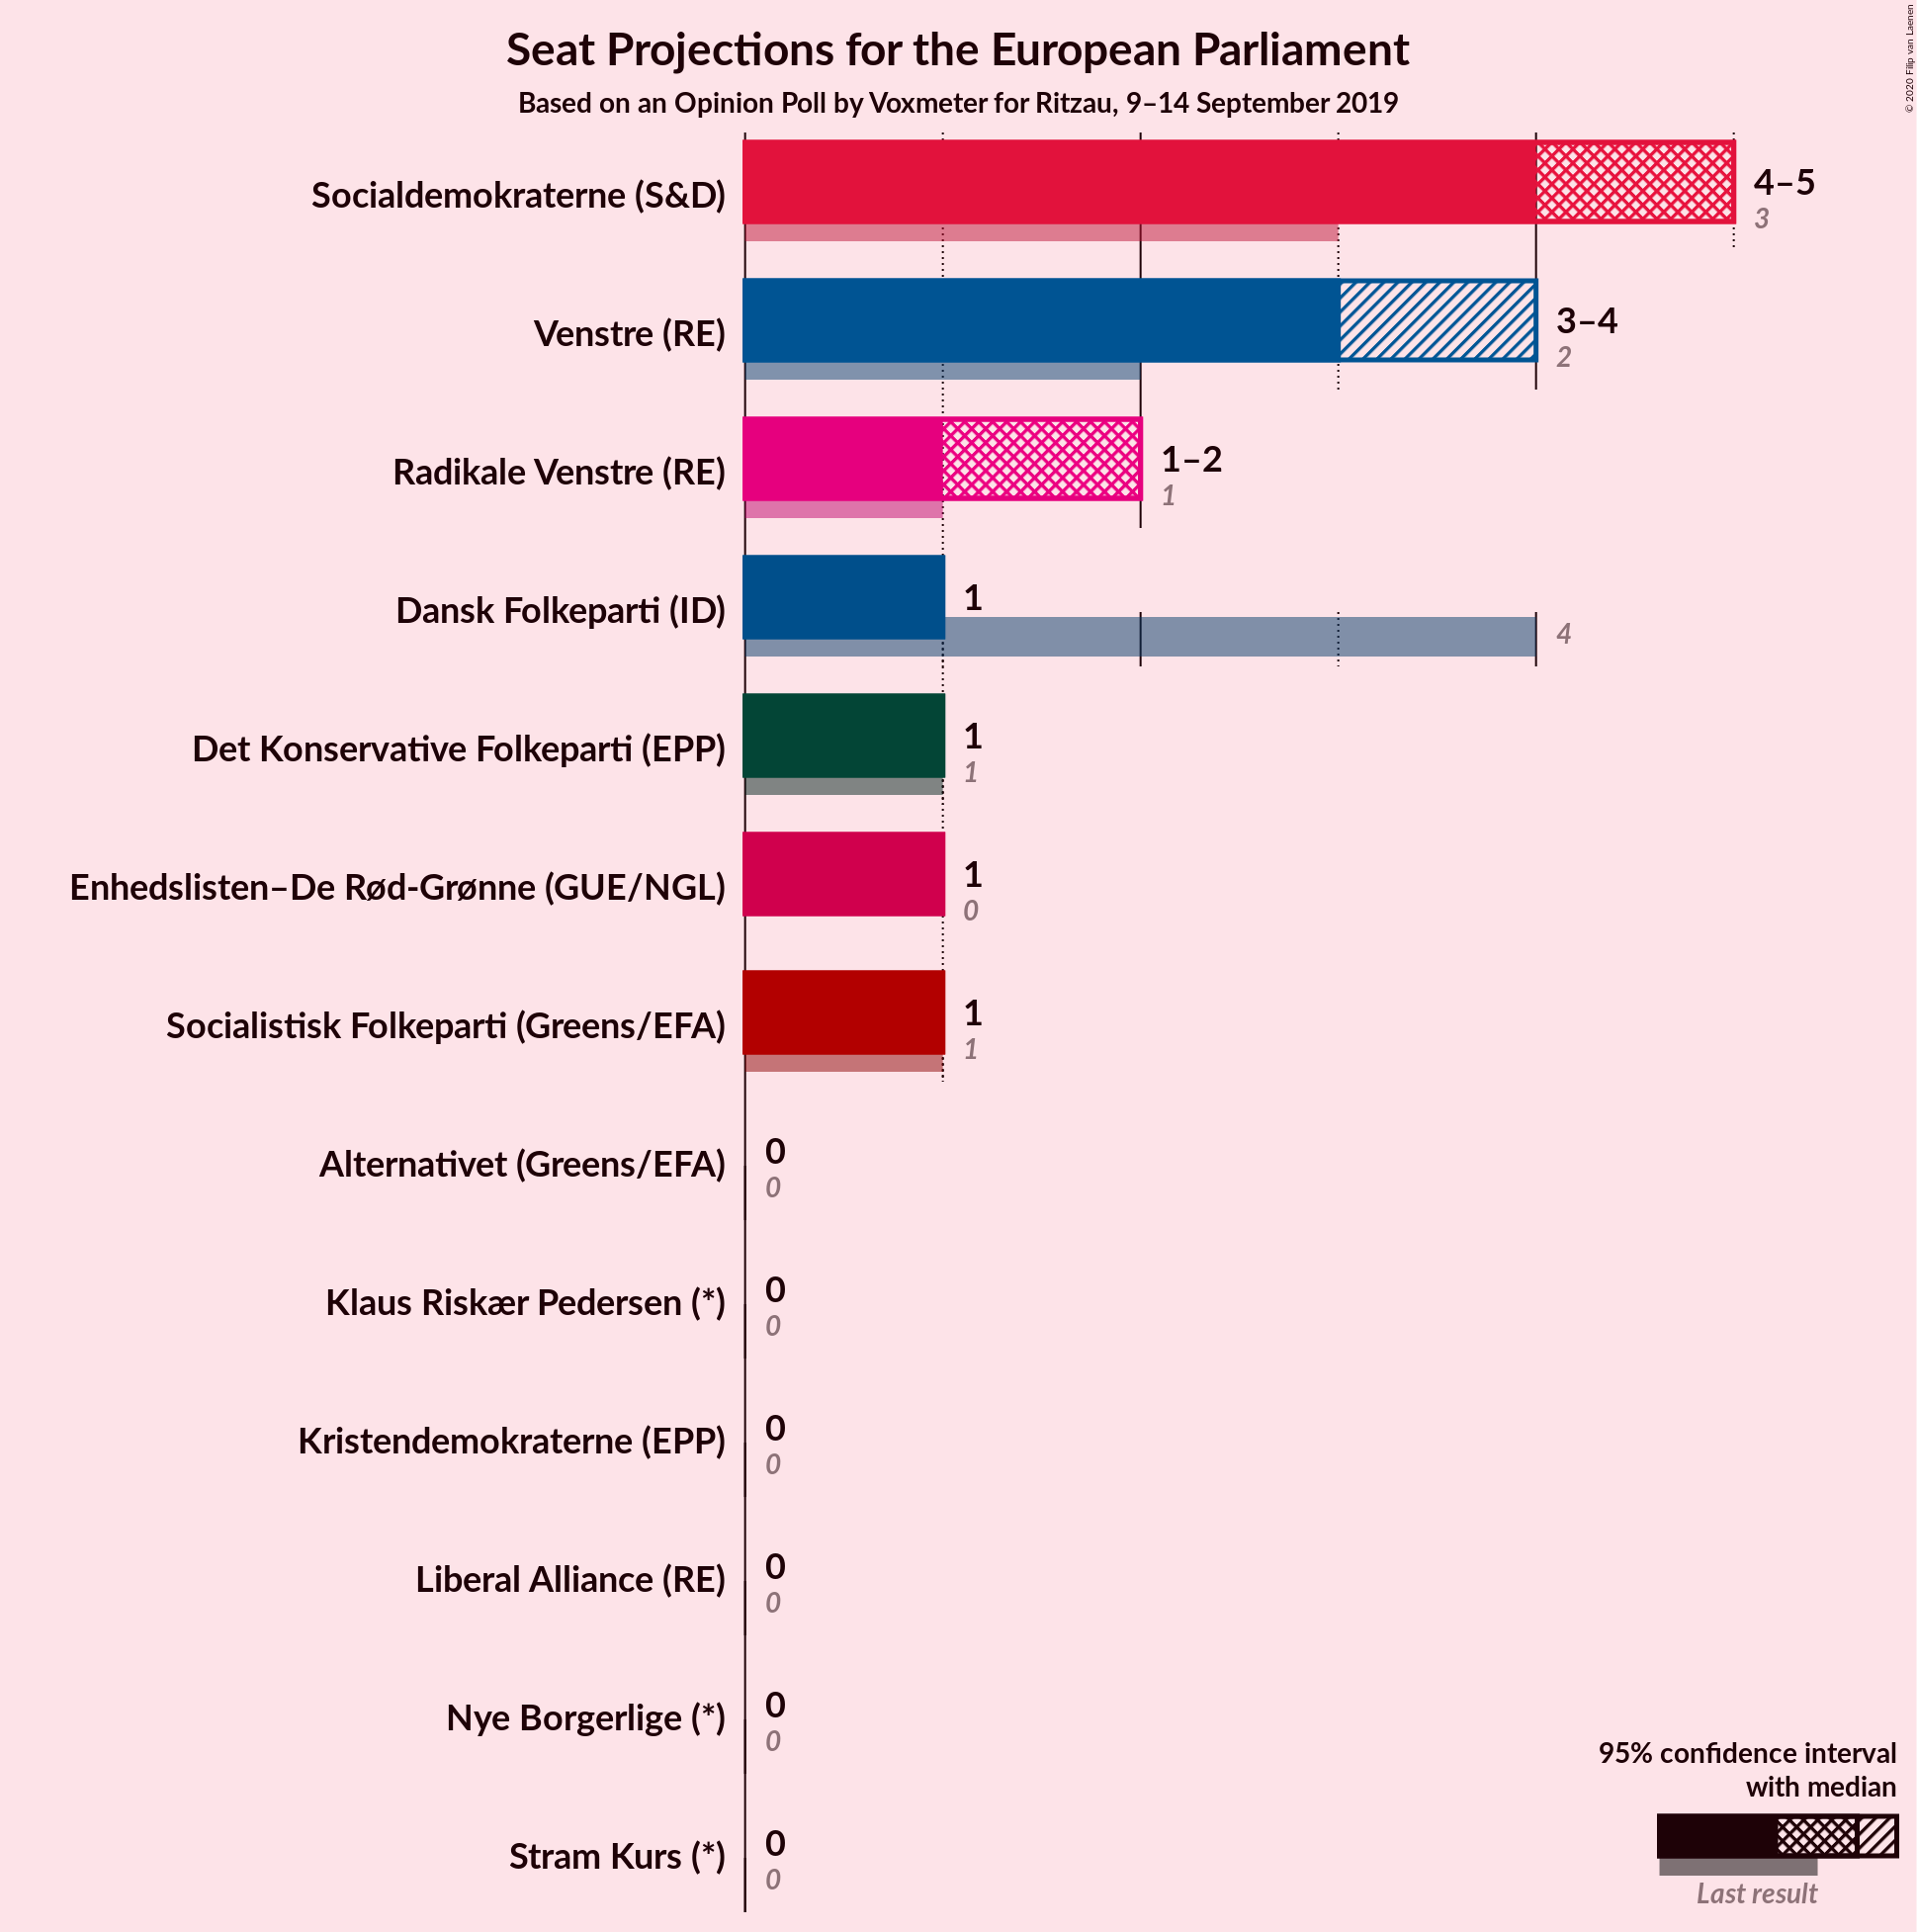 Seat Projections for the European Parliament
Based on an Opinion Poll by Voxmeter for Ritzau, 9–14 September 2019
© 2020 Filip van Laenen
Socialdemokraterne (S&D)
4–5
3
Venstre (RE)
3–4
2
Radikale Venstre (RE)
1–2
1
Dansk Folkeparti (ID)
1
4
Det Konservative Folkeparti (EPP)
1
1
Enhedslisten–De Rød-Grønne (GUE/NGL)
1
0
Socialistisk Folkeparti (Greens/EFA)
1
1
Alternativet (Greens/EFA)
0
0
Klaus Riskær Pedersen (*)
0
0
Kristendemokraterne (EPP)
0
0
Liberal Alliance (RE)
0
0
Nye Borgerlige (*)
0
0
Stram Kurs (*)
0
0
95% confidence interval
with median
Last result